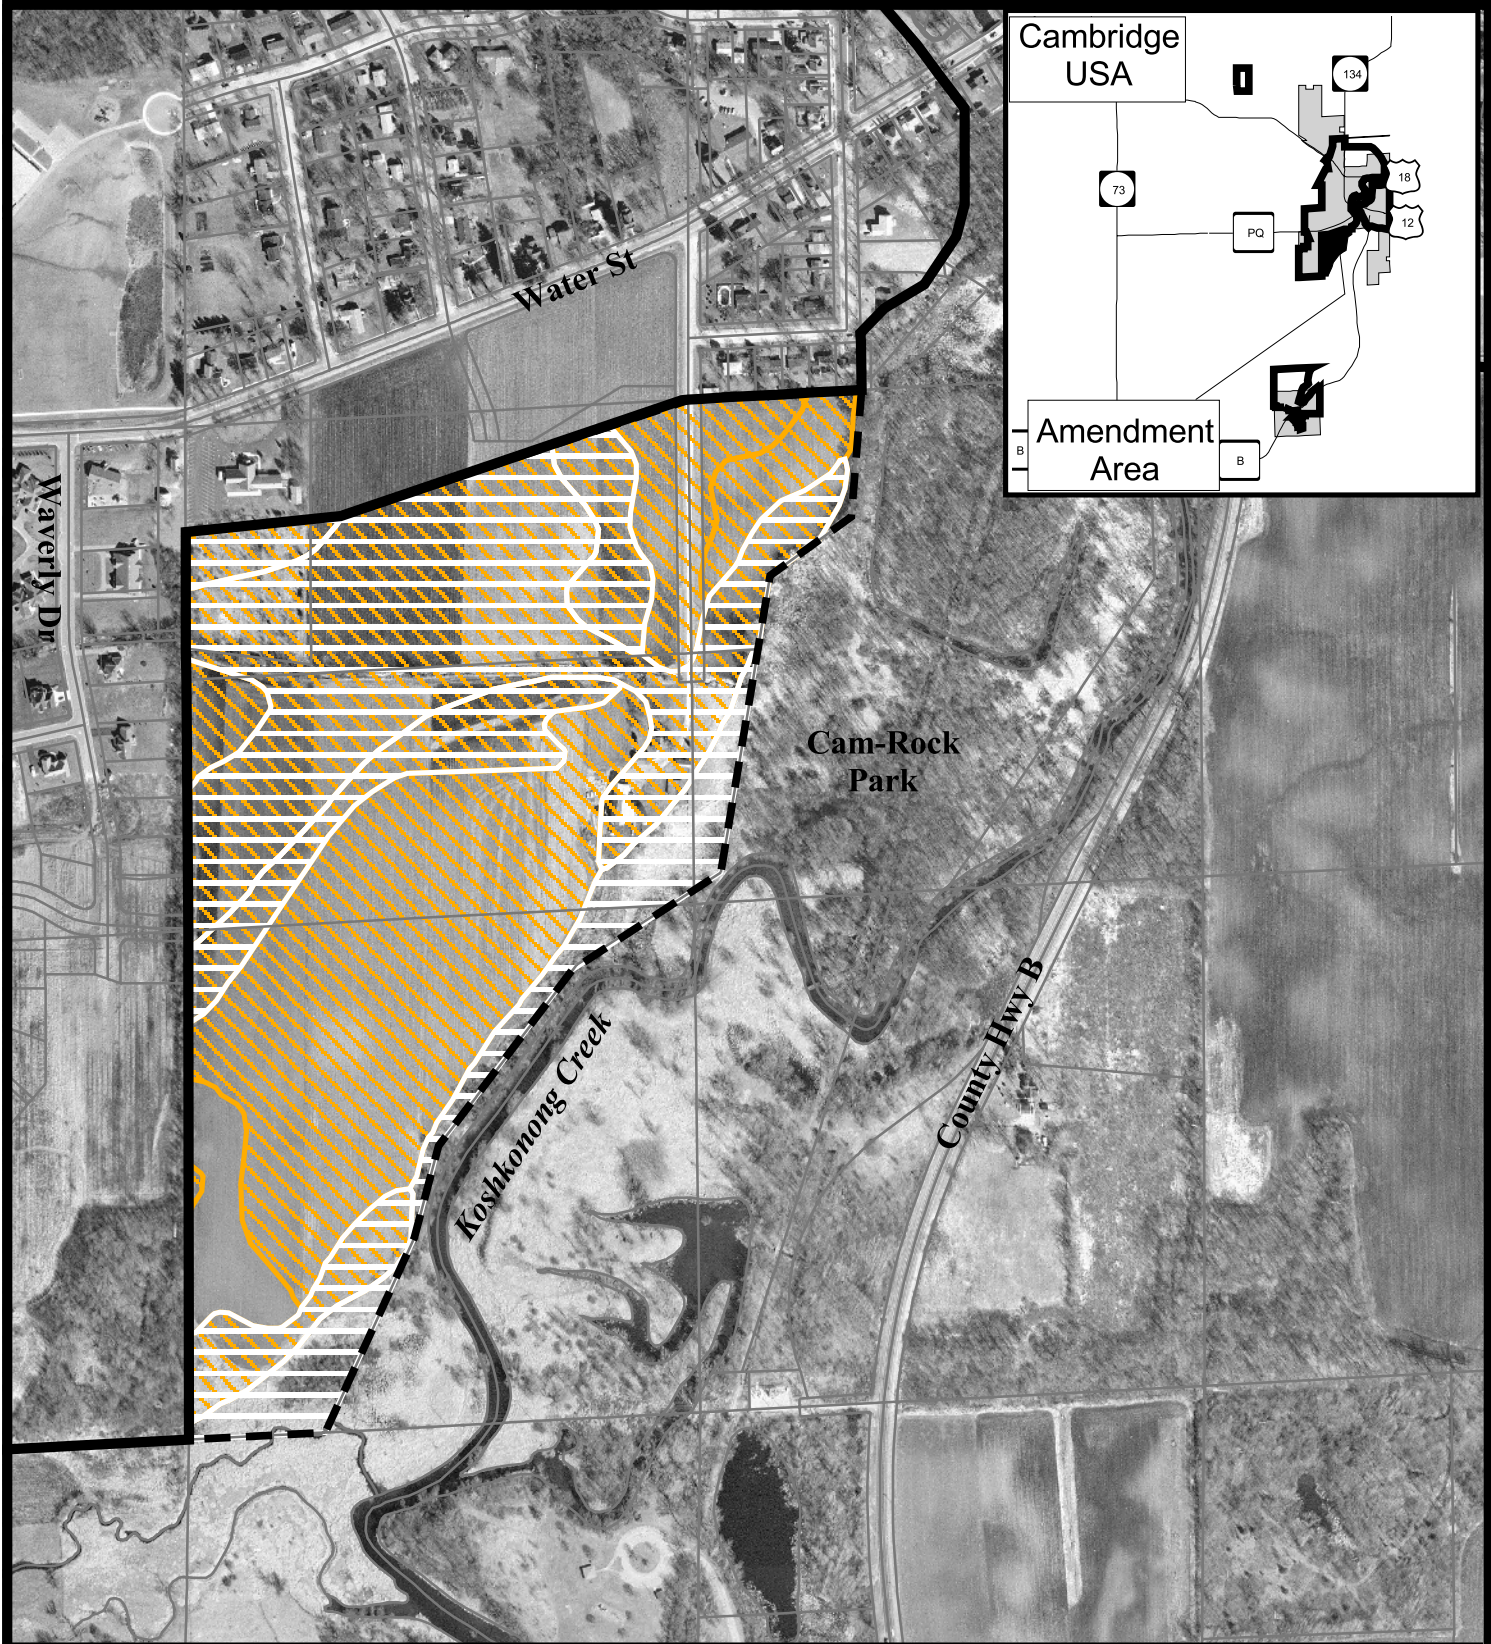 Cambridge
USA
134
18
73
12
PQ
Water St
Amendment
Area
B
B
Waverly Dr
Cam-Rock
Park
County Hwy B
Koshkonong Creek